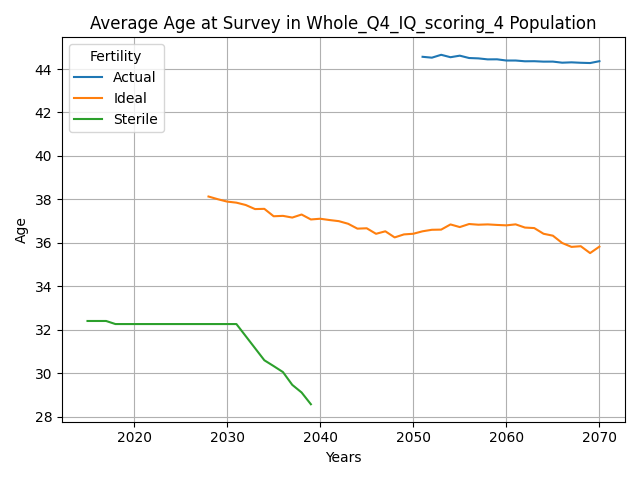 Average Age at Survey in Whole_Q4_IQ_scoring_4 Population
Fertility
Actual
Ideal
Sterile
Age
44
42
40
38
36
34
32
30
28
2020 2030 2040 2050 2060 2070
Years